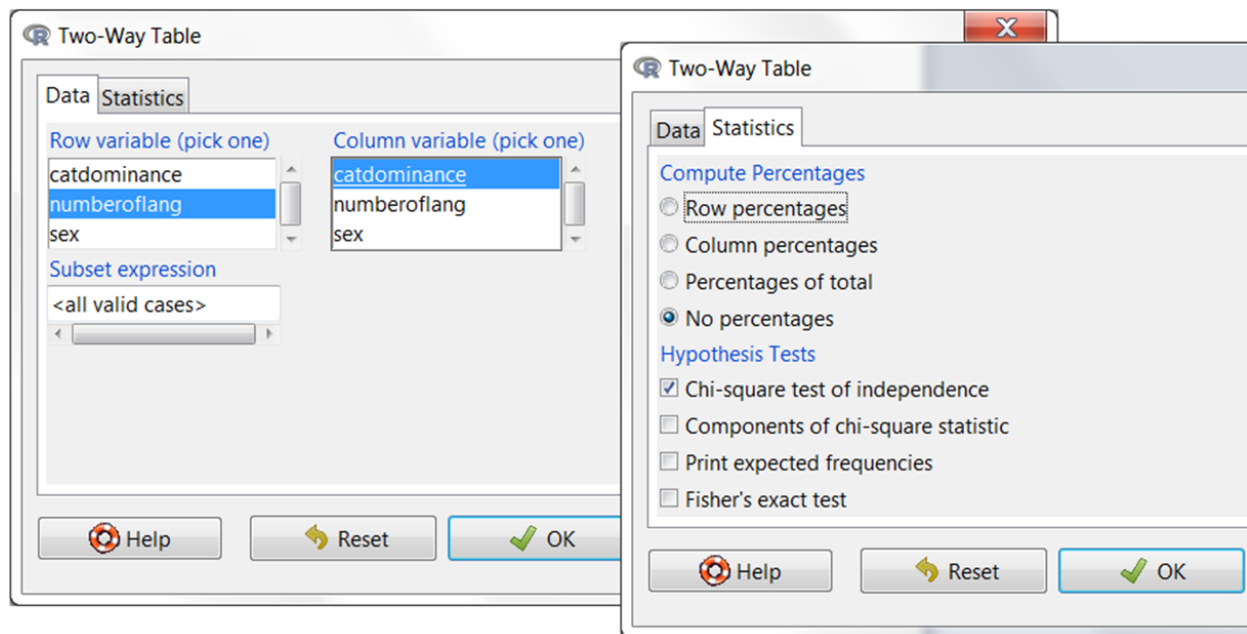 Two-Way Table
X
Data Statistics
Row variable (pick one) Column variable (pick one)
catdominance catdominance
numberoflang numberoflang
sex sex
Subset expression
<all valid cases>
Help Reset OK
Two-Way Table
Data Statistics
Compute Percentages
Row percentages
Column percentages
Percentages of total
No percentages
Hypothesis Tests
Chi-square test of independence
Components of chi-square statistic
Print expected frequencies
Fisher's exact test
Help Reset OK